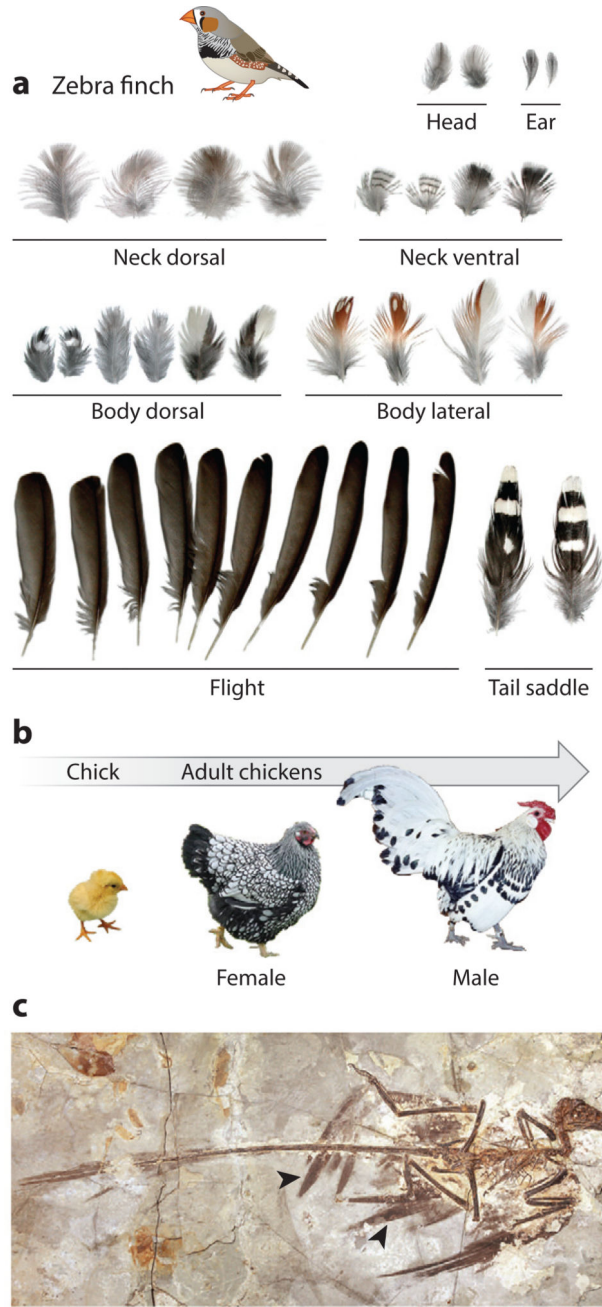 a Zebra finch
Head Ear
Neck dorsal Neck ventral
Body dorsal Body lateral
Flight Tail saddle
b
Chick Adult chickens
Female Male
c